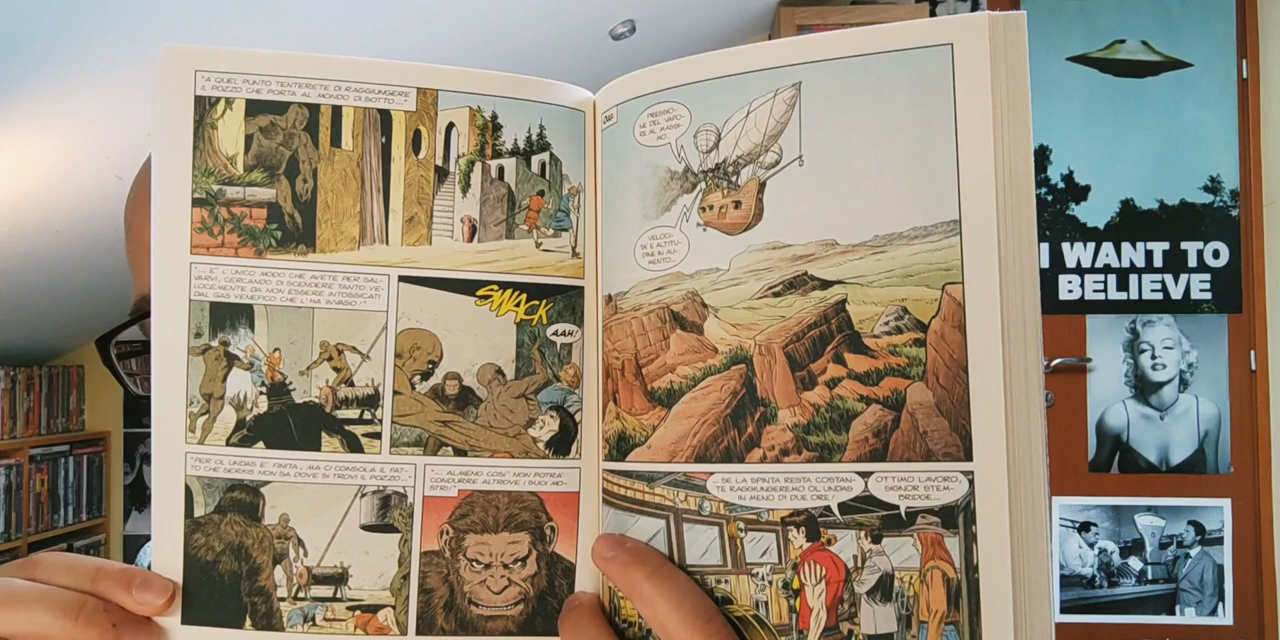 "A QUEL PUNTO TENTERETE DI RAGGIUNGERE
IL POZZO CHE PORTA AL MONDO DI SOTTO..."
"... E' L'UNICO MODO CHE AVETE PER SAL-
VARVI, CERCANDO DI SCENDERE TANTO VE-
LOCEMENTE DA NON ESSERE INTOSSICATI
DAL GAS VENEFICO CHE L'HA INVASO!"
SWACK
AAH!
"PER OL UNDAS E' FINITA, MA CI CONSOLA IL FAT-
TO CHE SERKIS NON SA DOVE SI TROVI IL POZZO..."
"... ALMENO COSI' NON POTRA'
CONDURRE ALTROVE I SUOI MO-
STRI!"
PRESSIO-
NE DEL VAPO-
RE AL MASSI-
MO.
VELOCI-
TA' E ALTITU-
DINE IN AU-
MENTO...
... SE LA SPINTA RESTA COSTAN-
TE RAGGIUNGEREMO OL UNDAS
IN MENO DI DUE ORE!
OTTIMO LAVORO,
SIGNOR STEM-
BRIDGE...
I WANT TO
BELIEVE